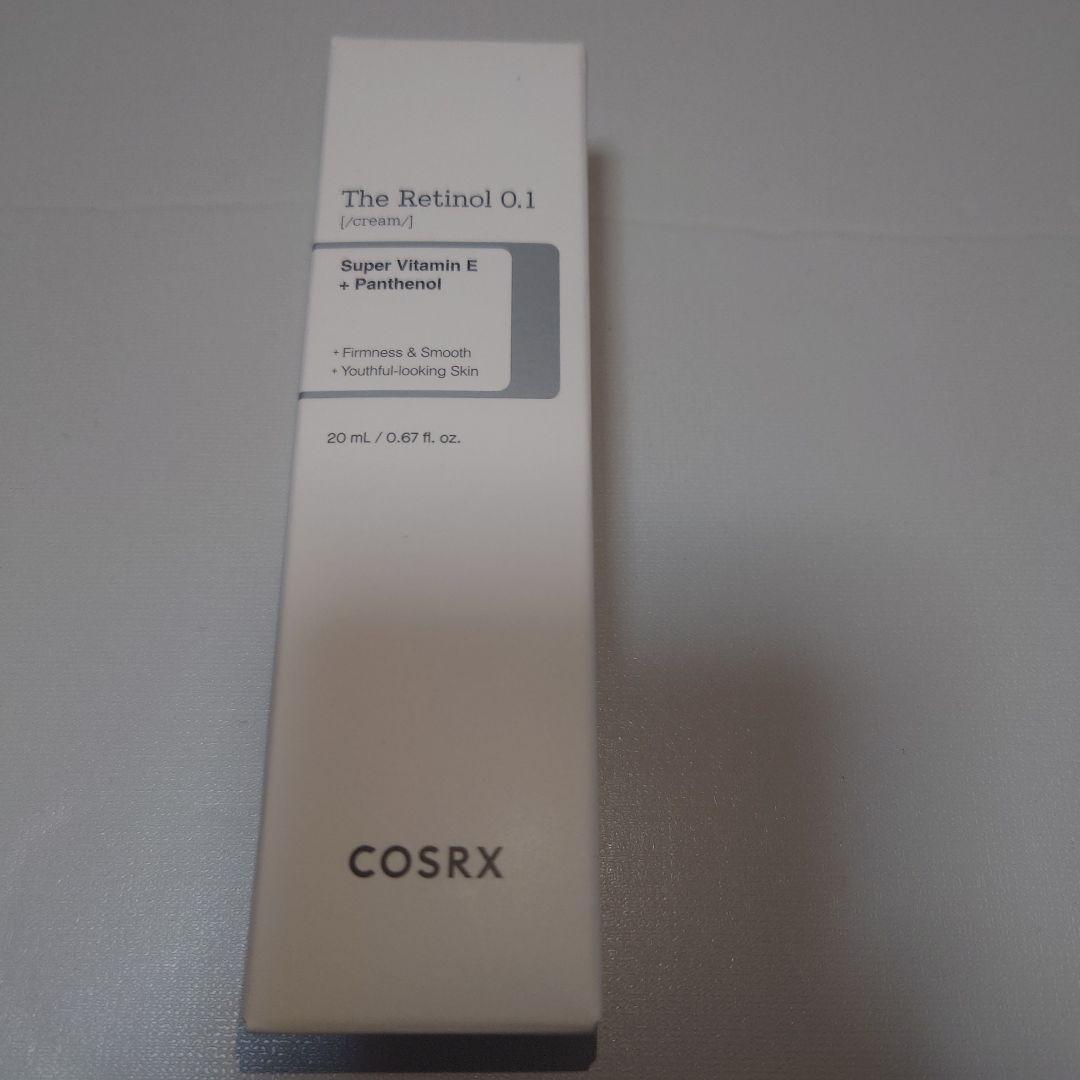 The Retinol 0.1
[/cream/]
Super Vitamin E
+ Panthenol
+ Firmness & Smooth
+ Youthful-looking Skin
20 mL / 0.67 fl. oz.
COSRX